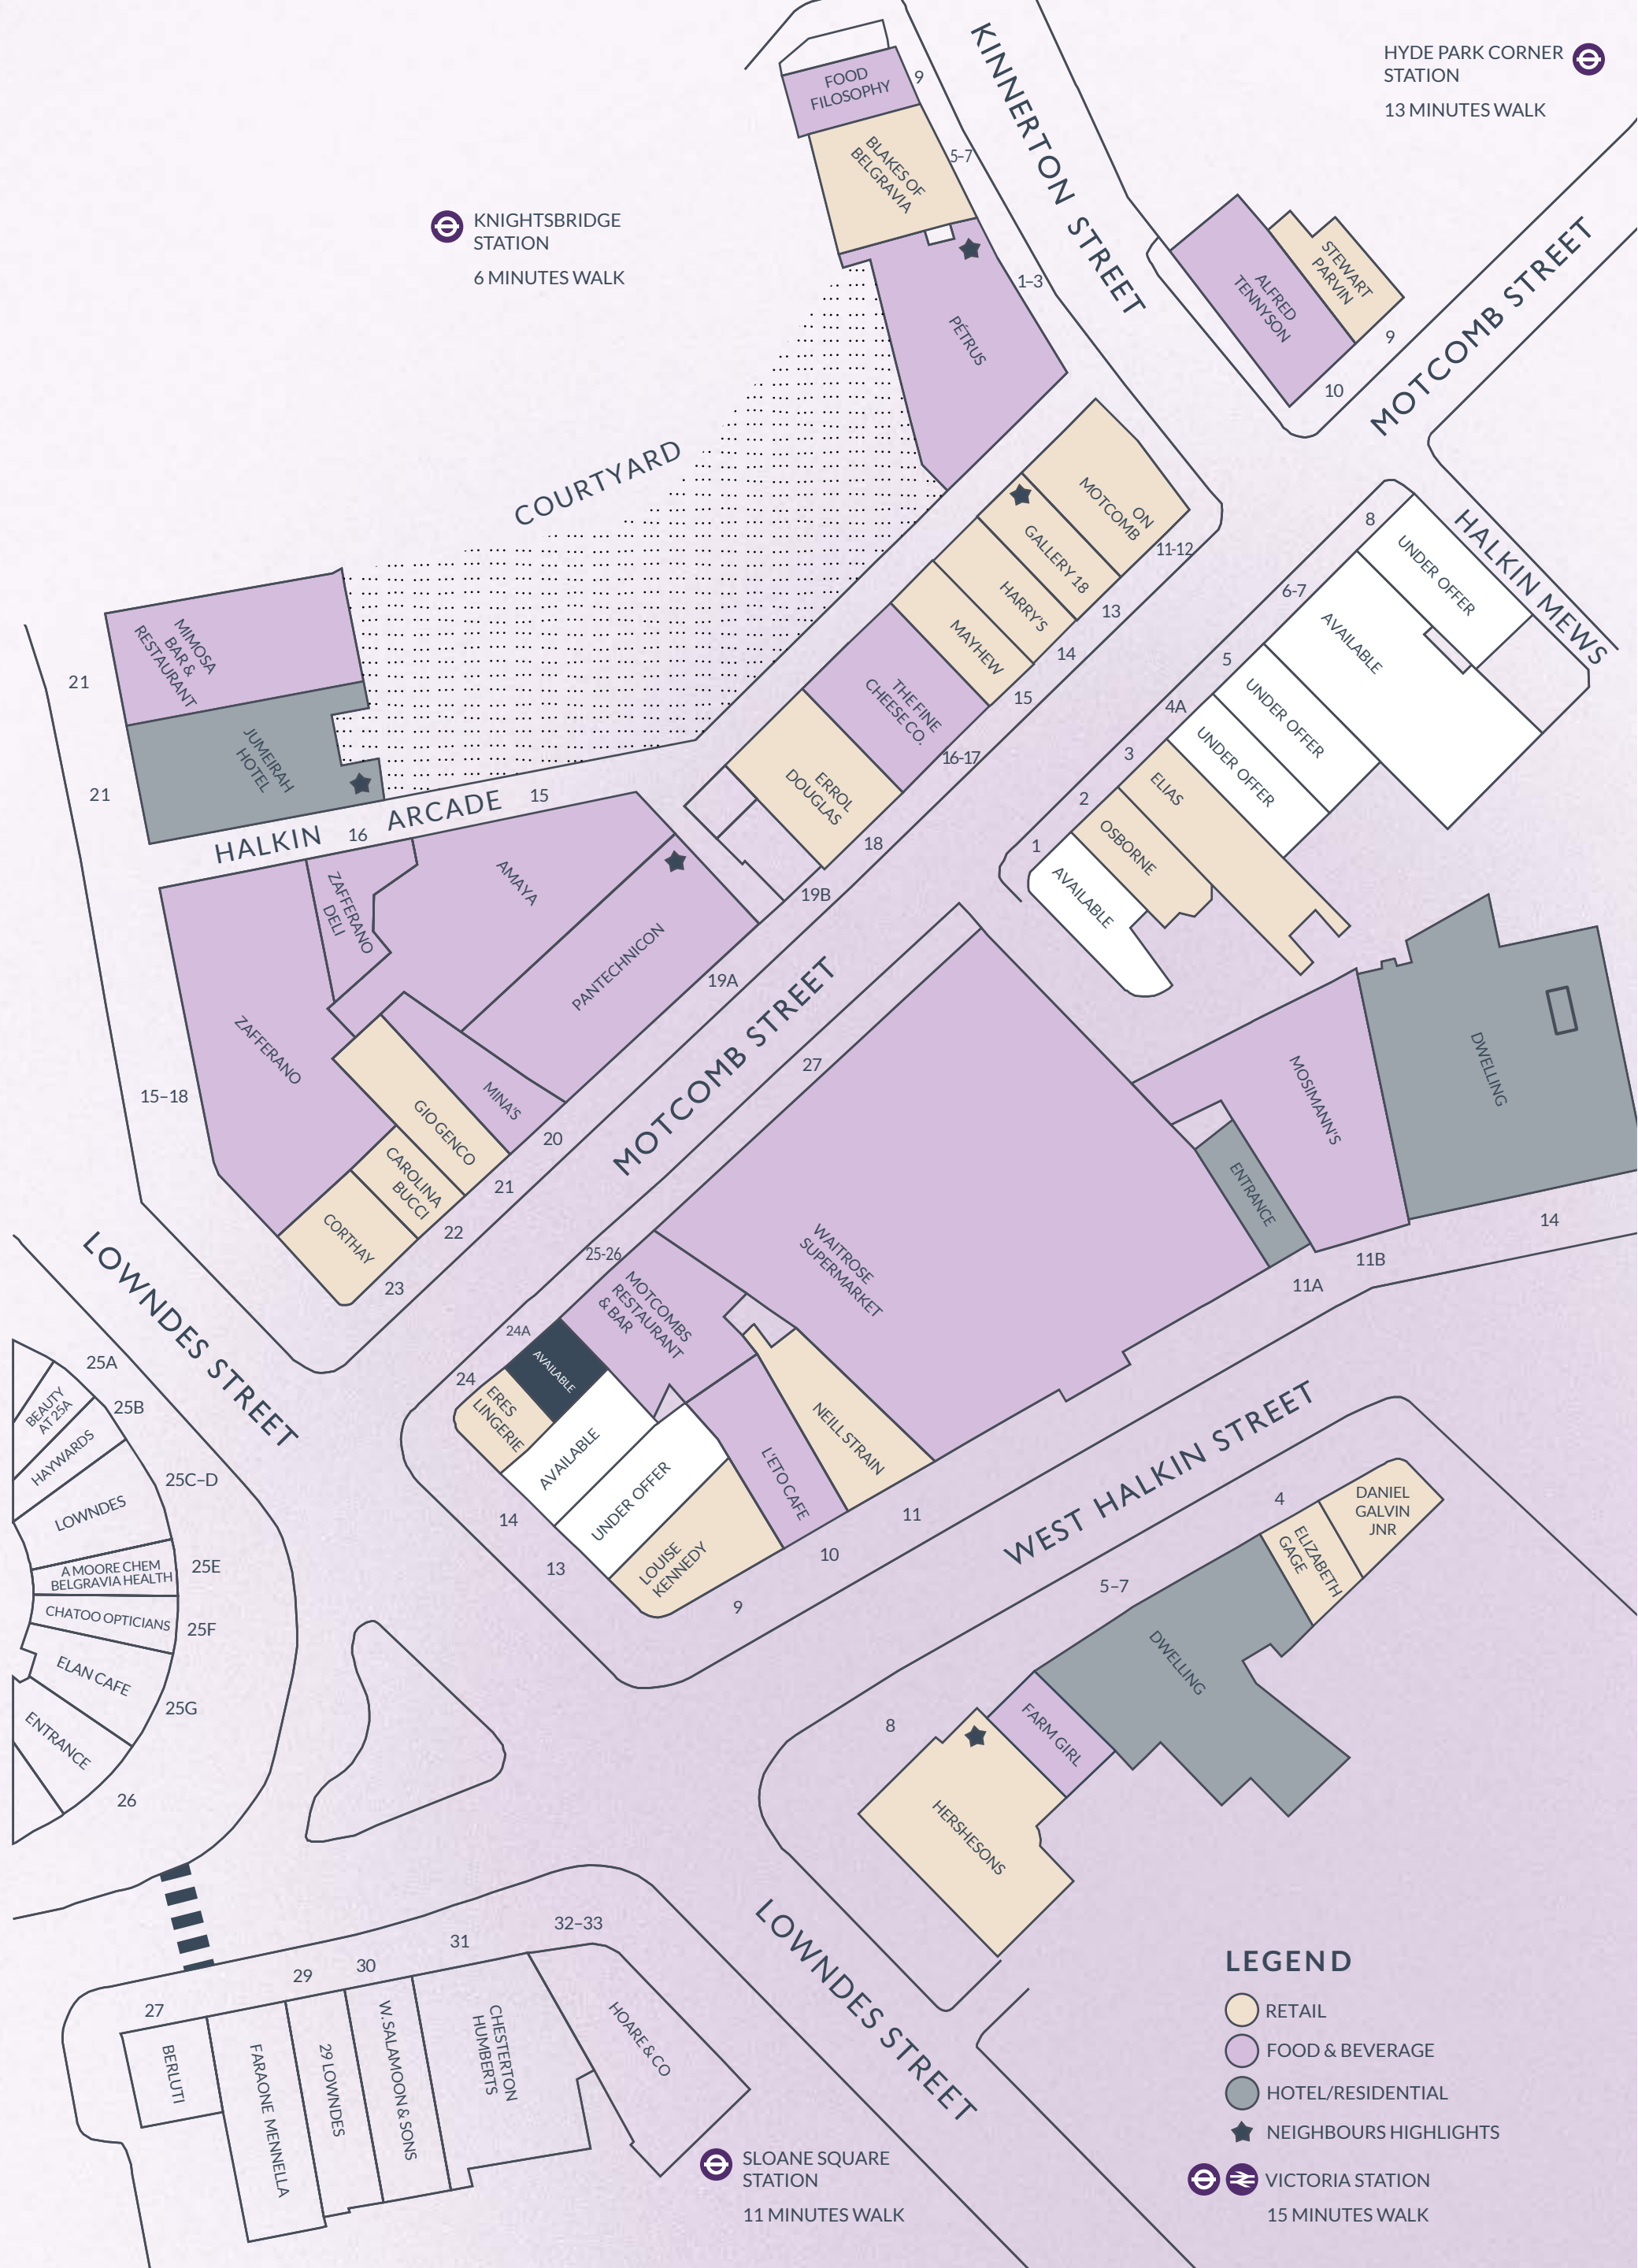 HYDE PARK CORNER
STATION
13 MINUTES WALK
KINNERTON STREET
FOOD
FILOSOPHY
9
BLAKES OF
BELGRAVIA
5-7
KNIGHTSBRIDGE
STATION
6 MINUTES WALK
1-3
PÉTRUS
ALFRED
TENNYSON
STEWART
PARVIN
9
10
MOTCOMB STREET
COURTYARD
ON
MOTCOMB
11-12
GALLERY 18
13
HARRY'S
14
MAYHEW
15
THE FINE
CHEESE CO.
16-17
ERROL
DOUGLAS
18
19B
HALKIN MEWS
8
UNDER OFFER
6-7
AVAILABLE
5
UNDER OFFER
4A
UNDER OFFER
3
ELIAS
2
OSBORNE
1
AVAILABLE
21
MIMOSA
BAR &
RESTAURANT
21
JUMEIRAH
HOTEL
HALKIN ARCADE
16
15
ZAFFERANO
DELI
AMAYA
PANTECHNICON
19A
ZAFFERANO
15–18
MINA'S
20
GIO GENCO
21
CAROLINA
BUCCI
22
CORTHAY
23
MOTCOMB STREET
27
WAITROSE
SUPERMARKET
MOSIMANN'S
DWELLING
ENTRANCE
14
11B
11A
LOWNDES STREET
25-26
MOTCOMBS
RESTAURANT
& BAR
24A
AVAILABLE
24
ERES
LINGERIE
AVAILABLE
14
UNDER OFFER
13
LOUISE
KENNEDY
9
L'ETO CAFE
10
NEILL STRAIN
11
WEST HALKIN STREET
25A
BEAUTY
AT 25A
25B
HAYWARDS
25C–D
LOWNDES
25E
A MOORE CHEM
BELGRAVIA HEALTH
CHATOO OPTICIANS
25F
ELAN CAFE
25G
ENTRANCE
26
DANIEL
GALVIN
JNR
4
ELIZABETH
GAGE
5–7
DWELLING
FARM GIRL
8
HERSHESONS
LOWNDES STREET
27
29
30
31
32–33
BERLUTI
FARAONE MENNELLA
29 LOWNDES
W. SALAMOON & SONS
CHESTERTON
HUMBERTS
HOARE & CO
SLOANE SQUARE
STATION
11 MINUTES WALK
LEGEND
RETAIL
FOOD & BEVERAGE
HOTEL/RESIDENTIAL
NEIGHBOURS HIGHLIGHTS
VICTORIA STATION
15 MINUTES WALK